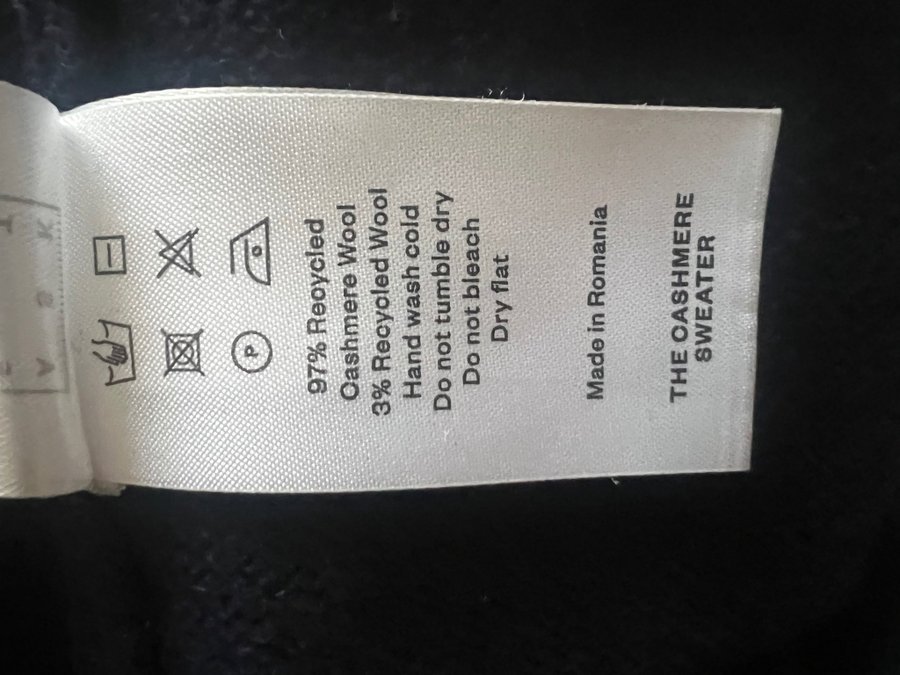 97% Recycled
Cashmere Wool
3% Recycled Wool
Hand wash cold
Do not tumble dry
Do not bleach
Dry flat
Made in Romania
THE CASHMERE
SWEATER
P